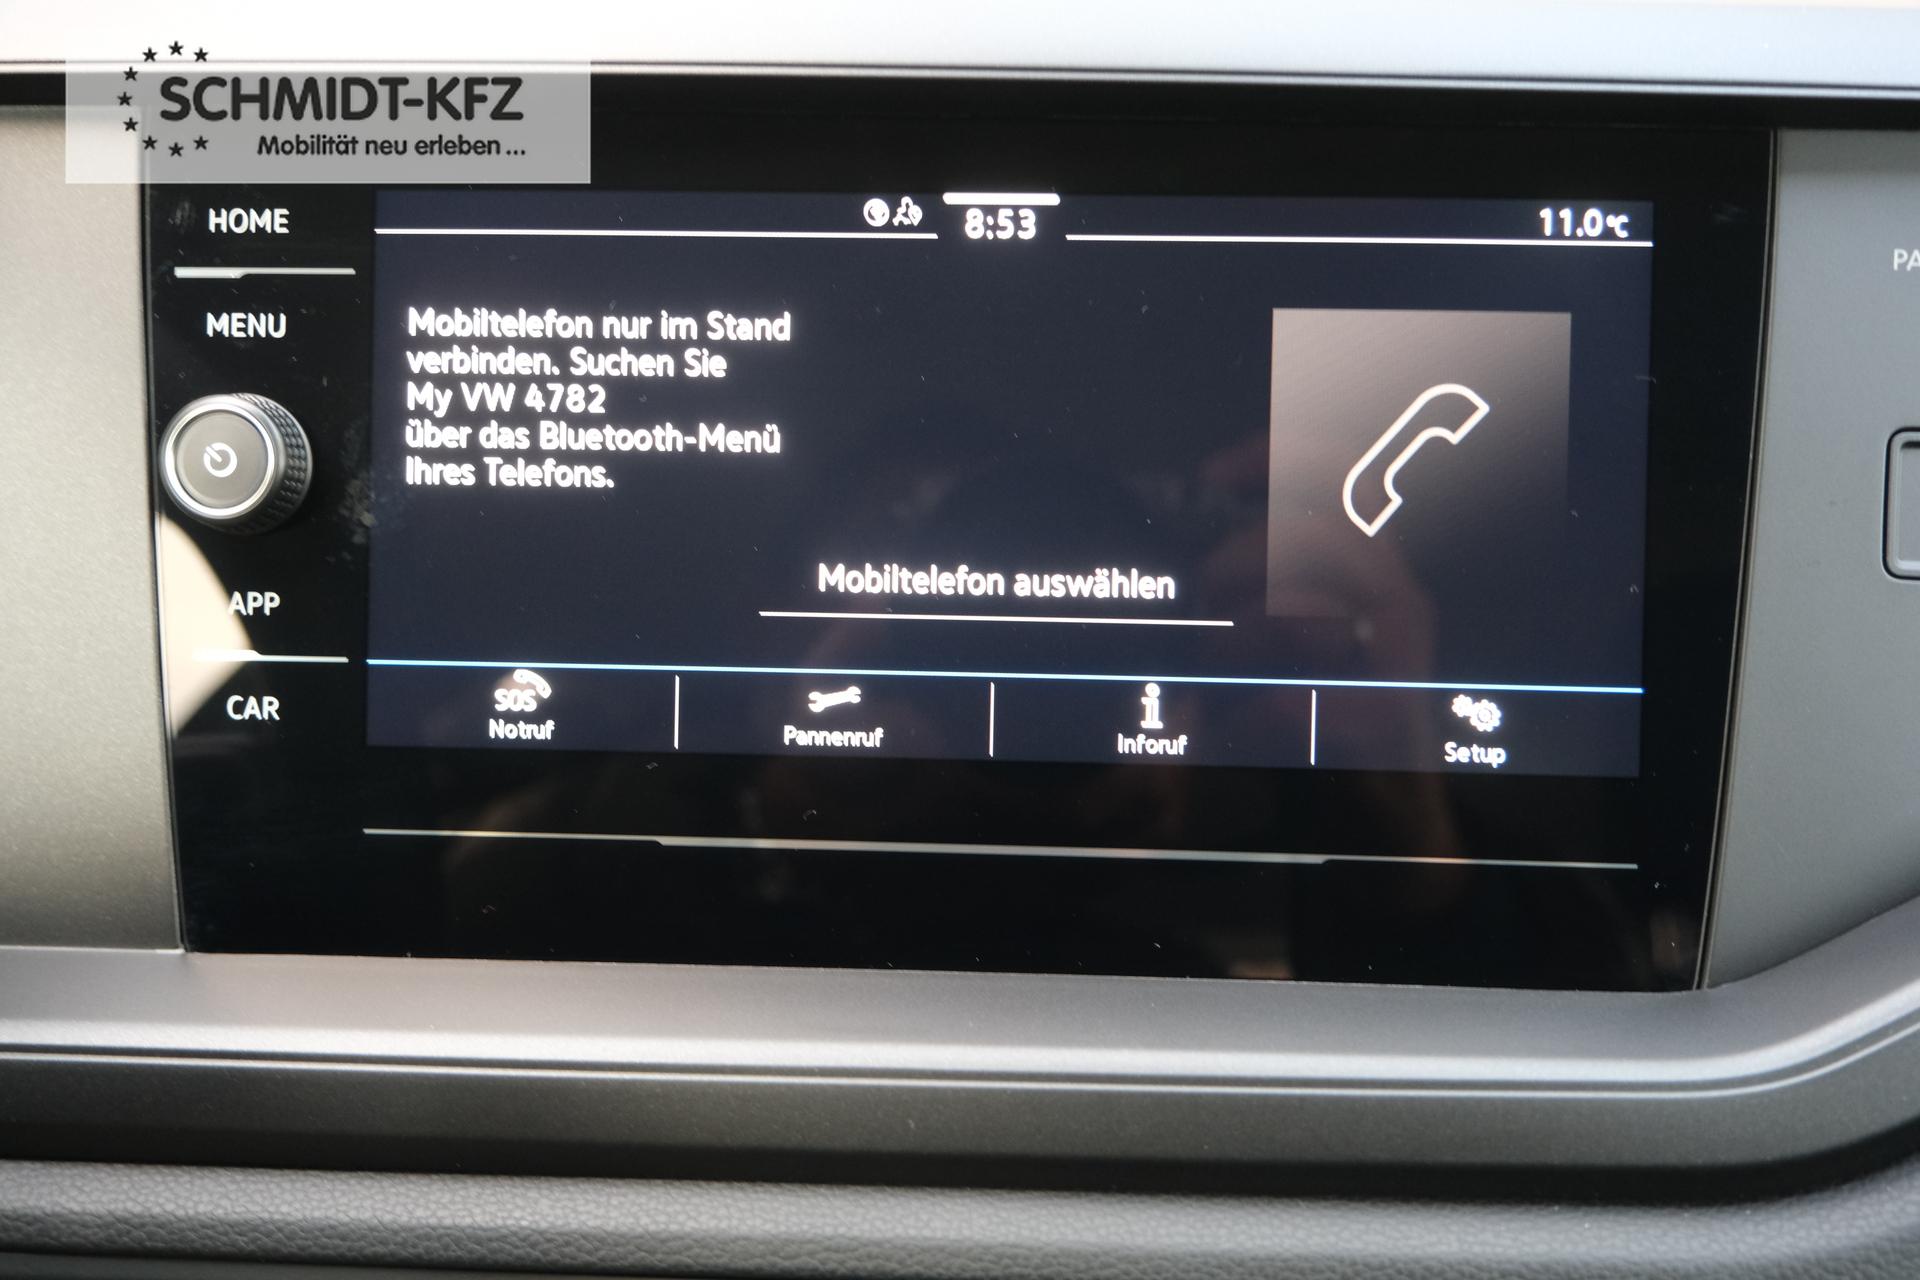 SCHMIDT-KFZ
Mobilität neu erleben...
HOME
MENU
APP
CAR
8:53
11.0°C
Mobiltelefon nur im Stand
verbinden. Suchen Sie
My VW 4782
über das Bluetooth-Menü
Ihres Telefons.
Mobiltelefon auswählen
SOS
Notruf
Pannenruf
Inforuf
Setup
PA